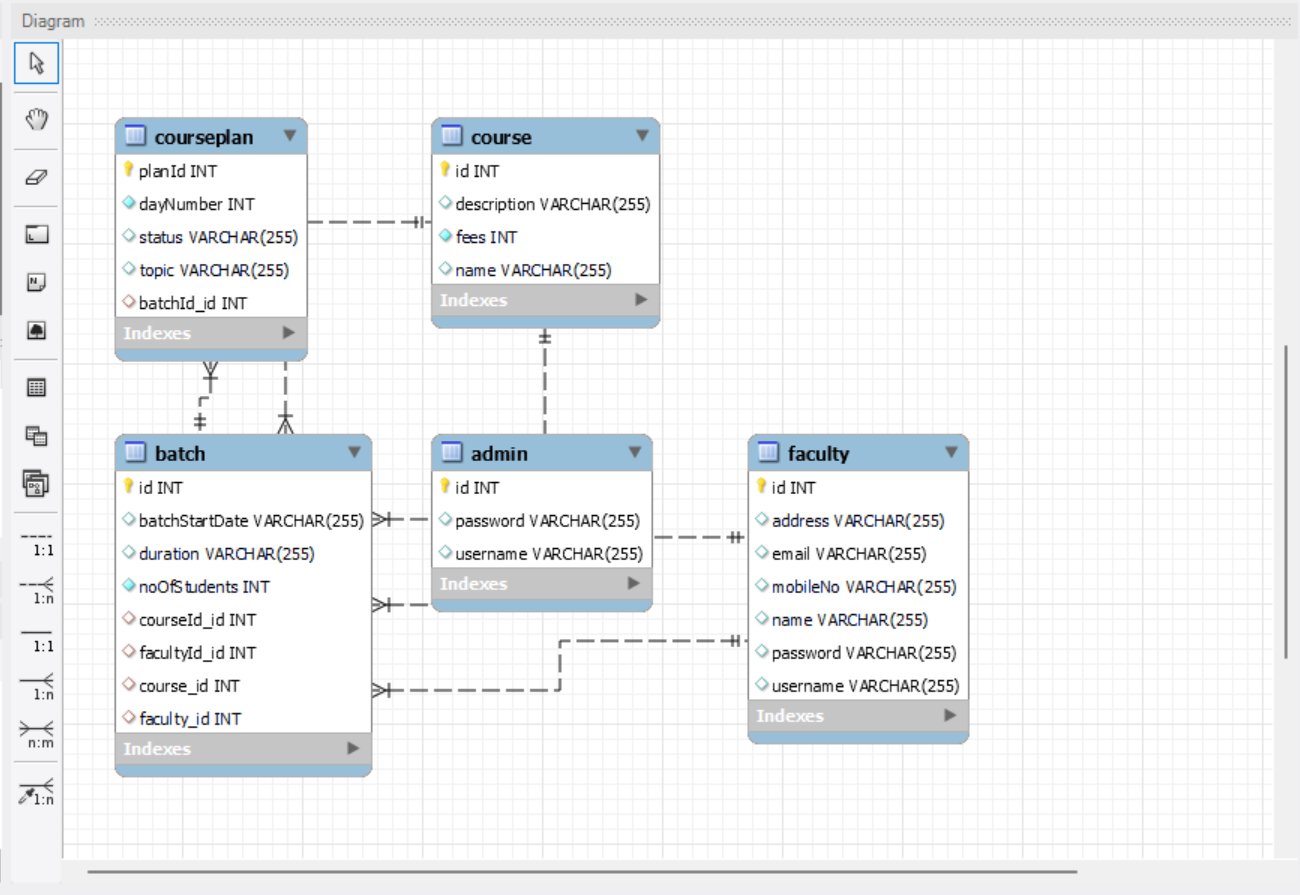 Diagram
courseplan
planId INT
dayNumber INT
status VARCHAR(255)
topic VARCHAR(255)
batchId_id INT
Indexes
course
id INT
description VARCHAR(255)
fees INT
name VARCHAR(255)
Indexes
batch
id INT
batchStartDate VARCHAR(255)
duration VARCHAR(255)
noOfStudents INT
courseId_id INT
facultyId_id INT
course_id INT
faculty_id INT
Indexes
admin
id INT
password VARCHAR(255)
username VARCHAR(255)
Indexes
faculty
id INT
address VARCHAR(255)
email VARCHAR(255)
mobileNo VARCHAR(255)
name VARCHAR(255)
password VARCHAR(255)
username VARCHAR(255)
Indexes
N
1:1
1:n
1:1
1:n
n:m
1:n